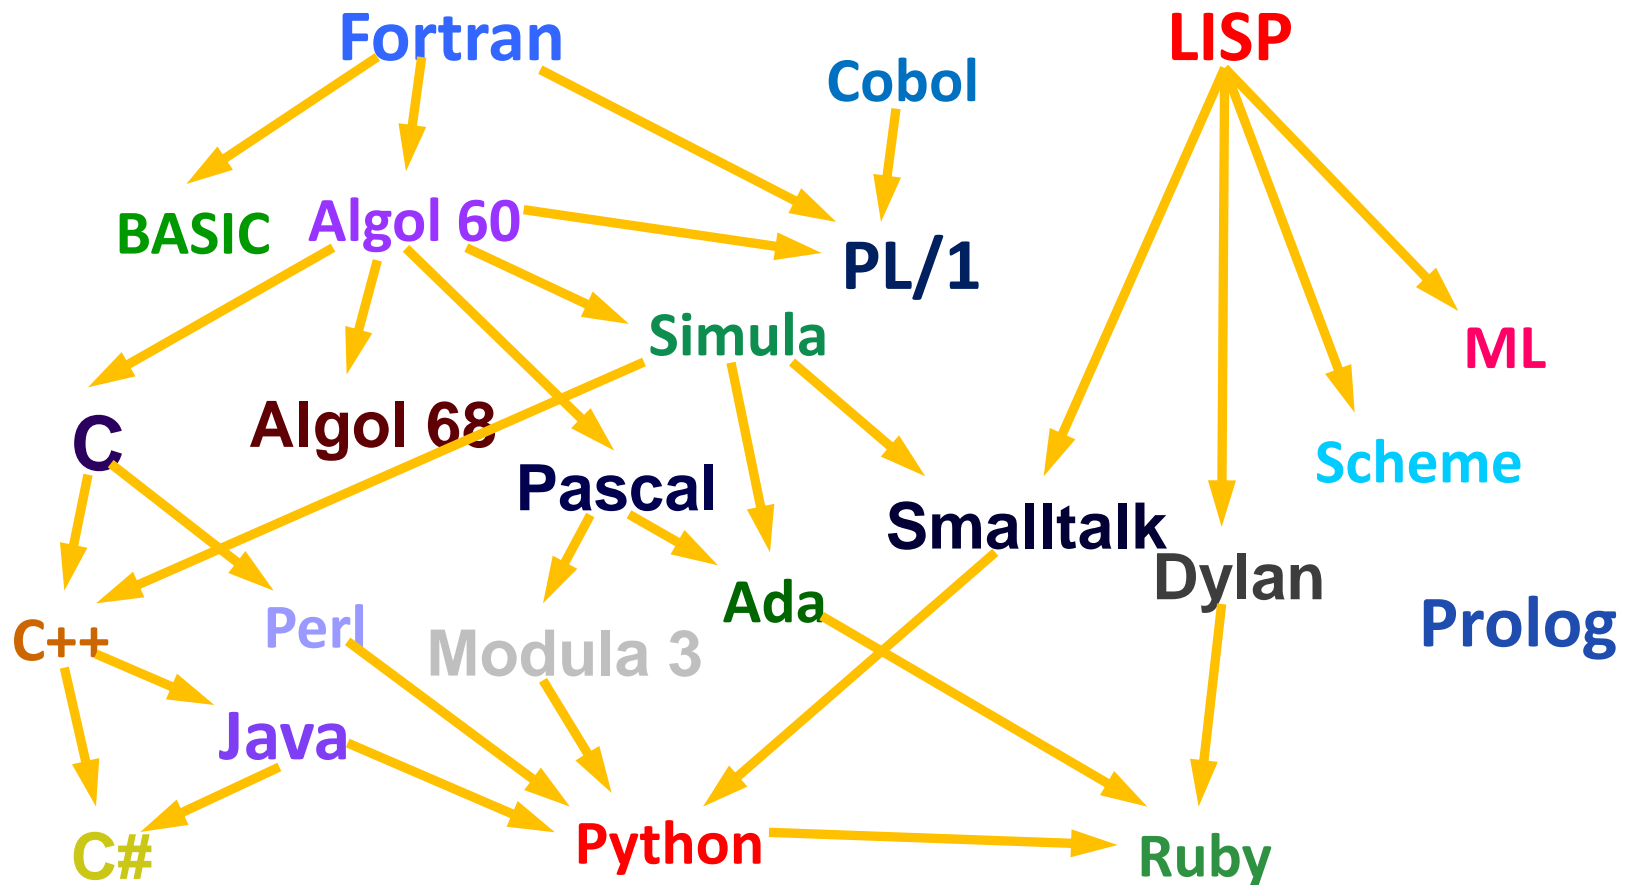 Fortran
LISP
Cobol
BASIC
Algol 60
PL/1
Simula
ML
C
Algol 68
Pascal
Scheme
Smalltalk
Dylan
Ada
Prolog
C++
Perl
Modula 3
Java
C#
Python
Ruby